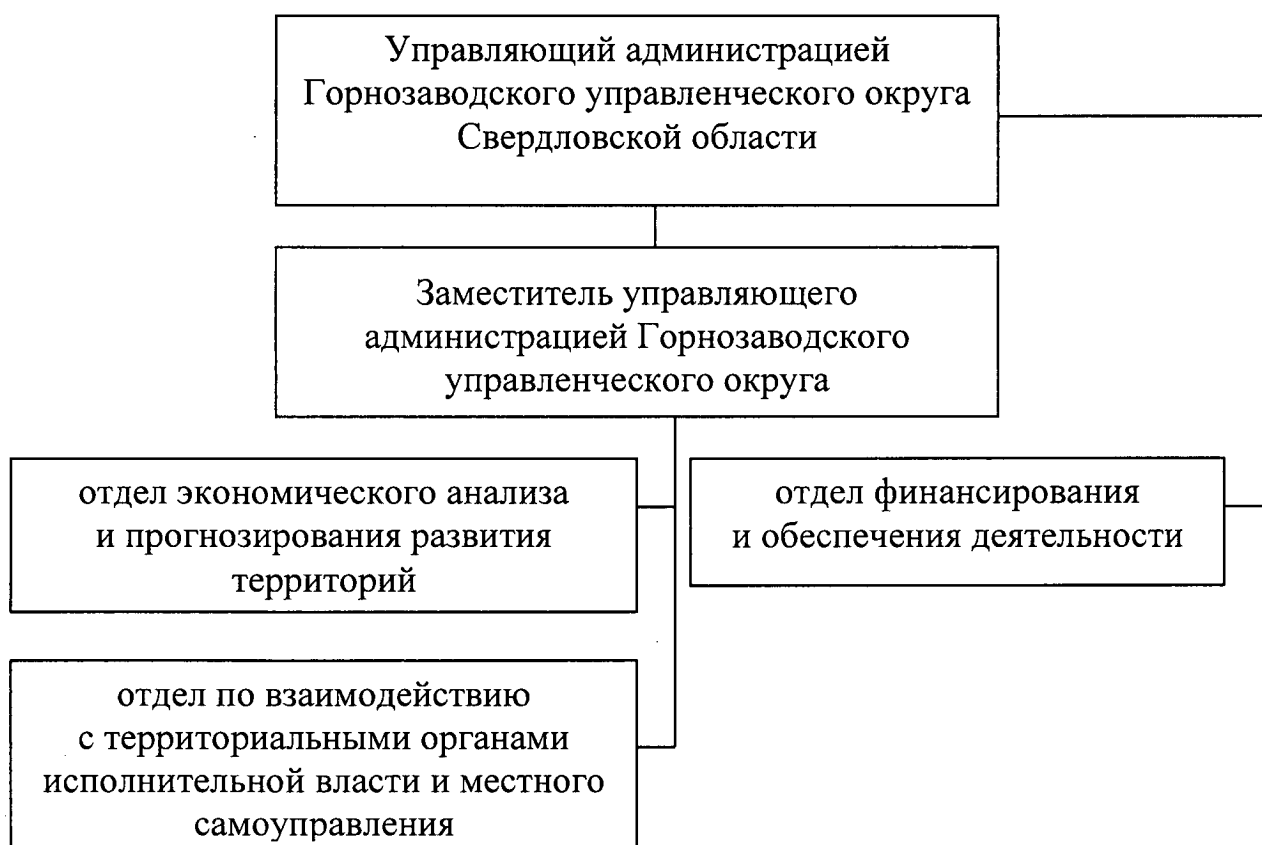 Управляющий администрацией
Горнозаводского управленческого округа
Свердловской области
Заместитель управляющего
администрацией Горнозаводского
управленческого округа
отдел экономического анализа
и прогнозирования развития
территорий
отдел финансирования
и обеспечения деятельности
отдел по взаимодействию
с территориальными органами
исполнительной власти и местного
самоуправления